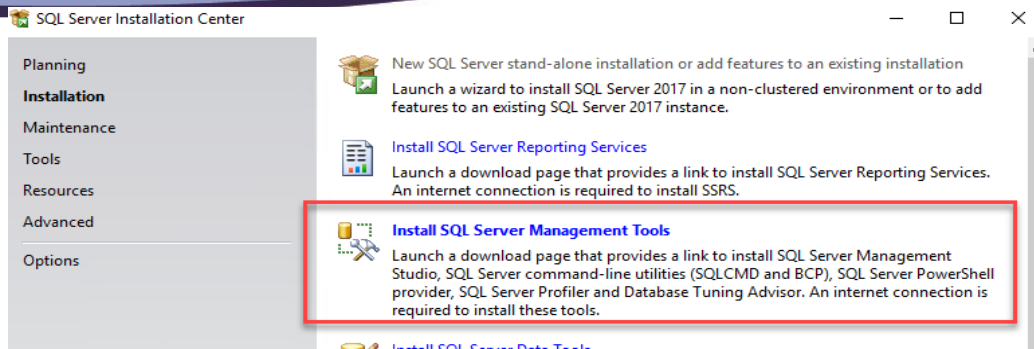 SQL Server Installation Center
Planning
Installation
Maintenance
Tools
Resources
Advanced
Options
New SQL Server stand-alone installation or add features to an existing installation
Launch a wizard to install SQL Server 2017 in a non-clustered environment or to add
features to an existing SQL Server 2017 instance.
Install SQL Server Reporting Services
Launch a download page that provides a link to install SQL Server Reporting Services.
An internet connection is required to install SSRS.
Install SQL Server Management Tools
Launch a download page that provides a link to install SQL Server Management
Studio, SQL Server command-line utilities (SQLCMD and BCP), SQL Server PowerShell
provider, SQL Server Profiler and Database Tuning Advisor. An internet connection is
required to install these tools.
Install SQL Server Data Tools